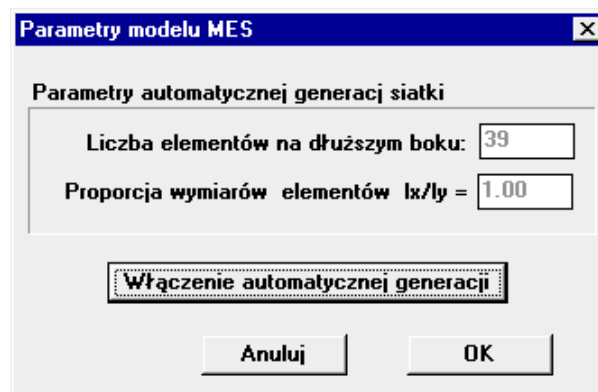 Parametry modelu MES
Parametry automatycznej generacj siatki
Liczba elementów na dłuższym boku: 39
Proporcja wymiarów elementów lx/ly = 1.00
Włączenie automatycznej generacji
Anuluj OK